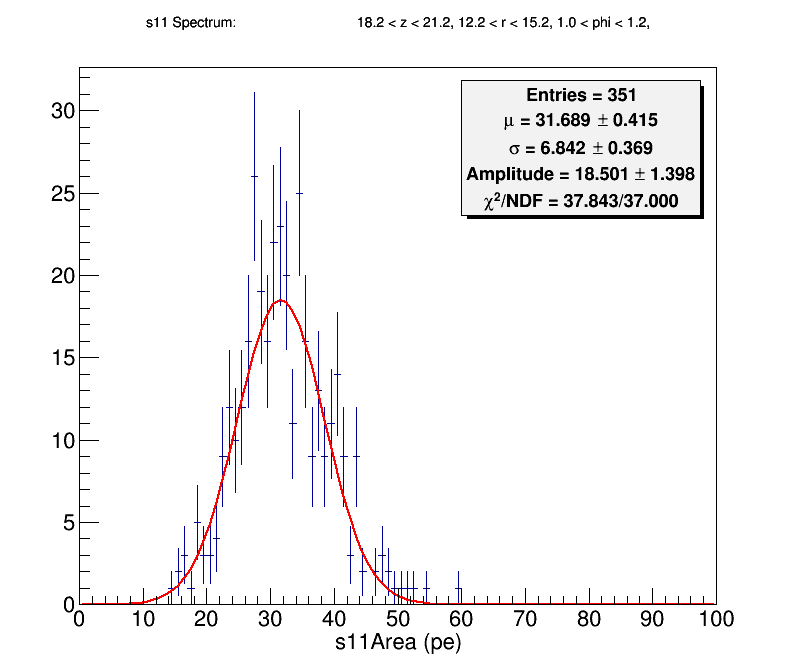 s11 Spectrum: 18.2 < z < 21.2, 12.2 < r < 15.2, 1.0 < phi < 1.2,
Entries = 351
μ = 31.689 ± 0.415
σ = 6.842 ± 0.369
Amplitude = 18.501 ± 1.398
χ²/NDF = 37.843/37.000
30
25
20
15
10
5
0
0 10 20 30 40 50 60 70 80 90 100
s11Area (pe)